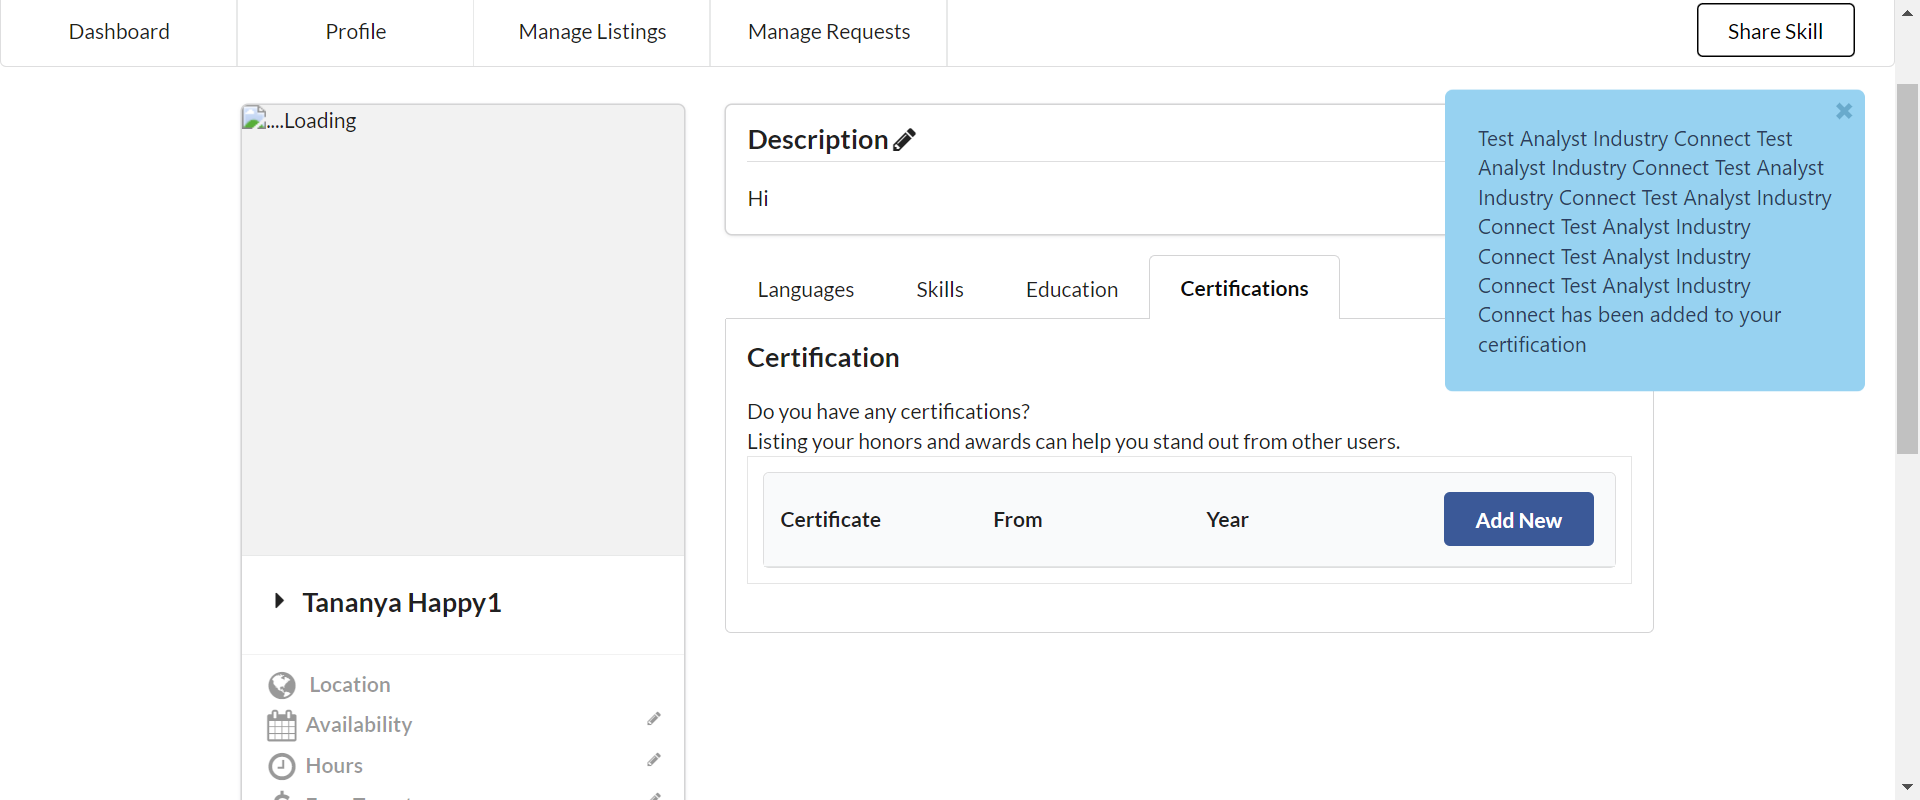 Dashboard
Profile
Manage Listings
Manage Requests
Share Skill
....Loading
Description
Hi
Test Analyst Industry Connect Test
Analyst Industry Connect Test Analyst
Industry Connect Test Analyst Industry
Connect Test Analyst Industry
Connect Test Analyst Industry
Connect Test Analyst Industry
Connect has been added to your
certification
Languages
Skills
Education
Certifications
Certification
Do you have any certifications?
Listing your honors and awards can help you stand out from other users.
Certificate
From
Year
Add New
Tananya Happy1
Location
Availability
Hours